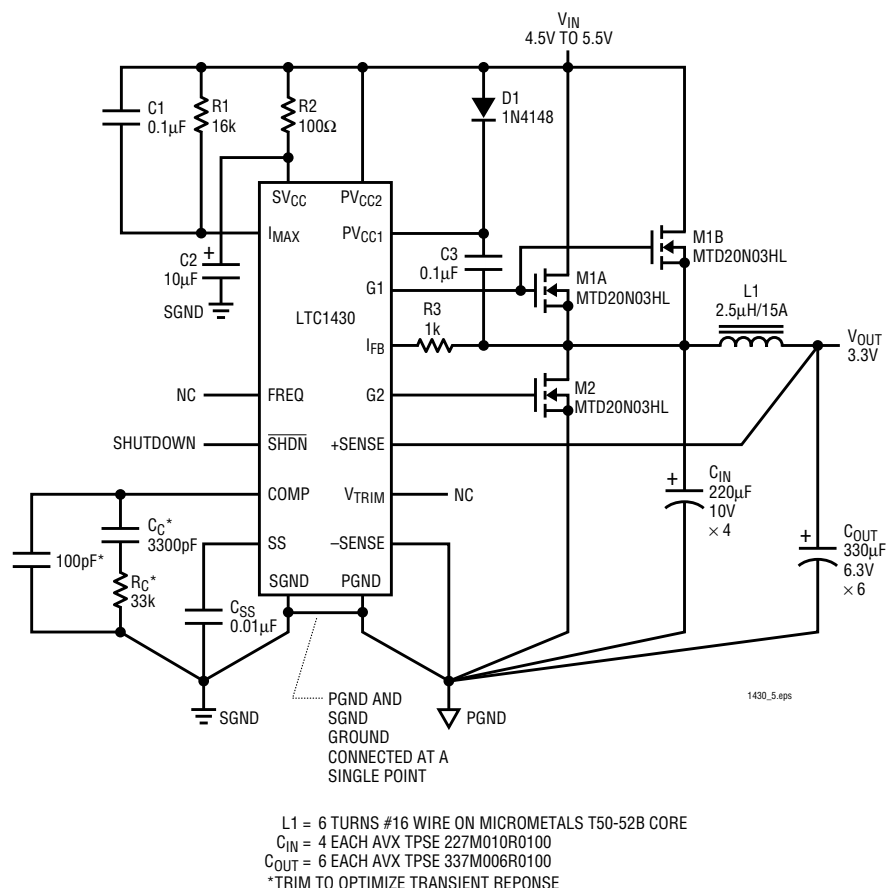 VIN
4.5V TO 5.5V
C1
0.1µF
R1
16k
R2
100Ω
D1
1N4148
SVCC
PVCC2
IMAX
PVCC1
C2
+
10µF
SGND
C3
0.1µF
G1
M1A
MTD20N03HL
M1B
MTD20N03HL
L1
2.5µH/15A
LTC1430
R3
1k
IFB
VOUT
3.3V
NC
FREQ
G2
M2
MTD20N03HL
SHUTDOWN
SHDN
+SENSE
COMP
VTRIM
NC
+
CIN
220µF
10V
× 4
100pF*
CC*
3300pF
RC*
33k
SS
–SENSE
+
COUT
330µF
6.3V
× 6
SGND
PGND
CSS
0.01µF
SGND
PGND AND
SGND
GROUND
CONNECTED AT A
SINGLE POINT
PGND
1430_5.eps
L1 = 6 TURNS #16 WIRE ON MICROMETALS T50-52B CORE
CIN = 4 EACH AVX TPSE 227M010R0100
COUT = 6 EACH AVX TPSE 337M006R0100
*TRIM TO OPTIMIZE TRANSIENT REPONSE